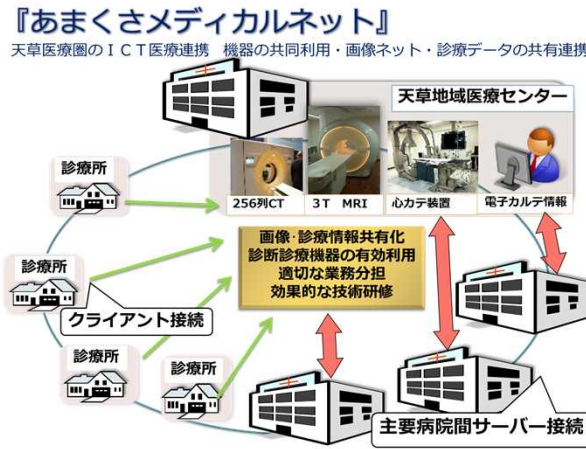 『あまくさメディカルネット』
天草医療圏のICT医療連携 機器の共同利用・画像ネット・診療データの共有連携
天草地域医療センター
256列CT
3T MRI
心カテ装置
電子カルテ情報
診療所
診療所
クライアント接続
診療所
診療所
画像・診療情報共有化
診断診療機器の有効利用
適切な業務分担
効果的な技術研修
主要病院間サーバー接続